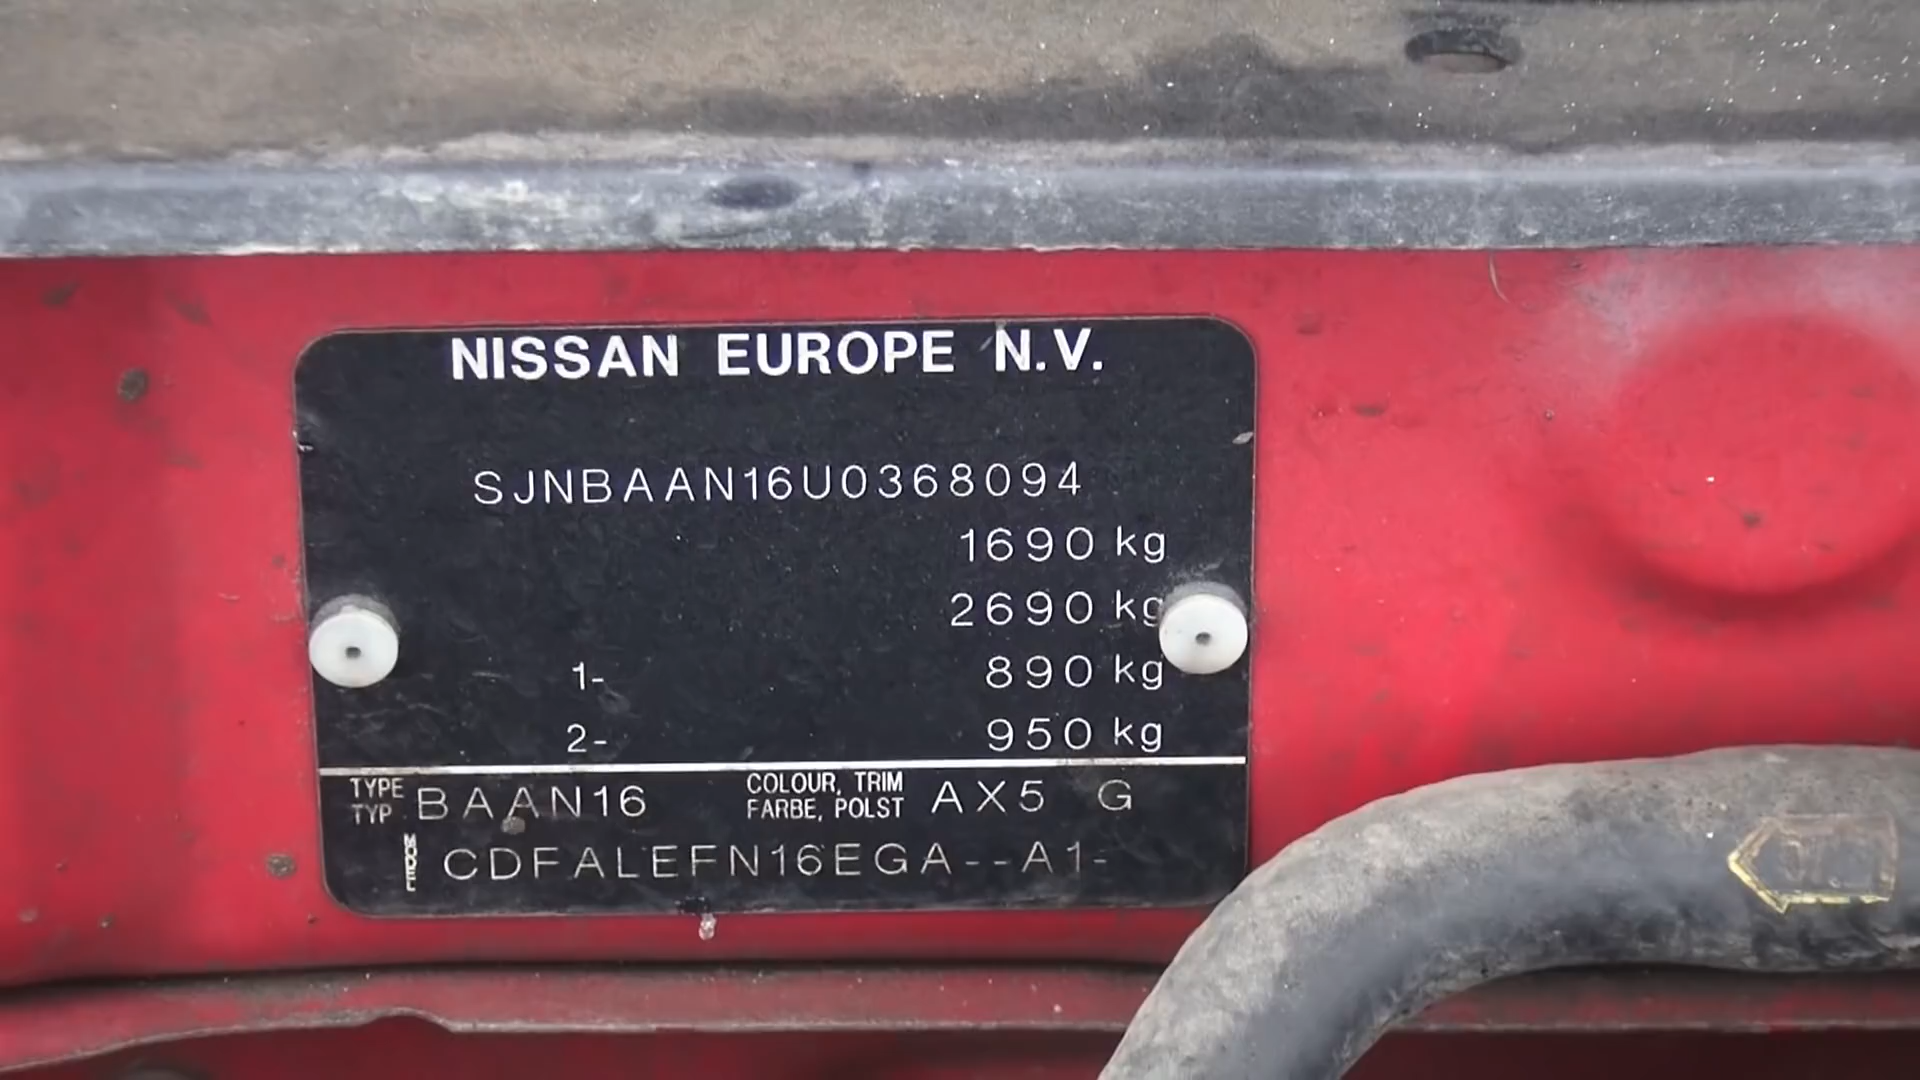 NISSAN EUROPE N.V.
SJNBAAN16U0368094
1690 kg
2690 kg
1- 890 kg
2- 950 kg
TYPE
TYP BAAN16 COLOUR, TRIM
FARBE, POLST AX5 G
MODEL CDFALEFN16EGA--A1-